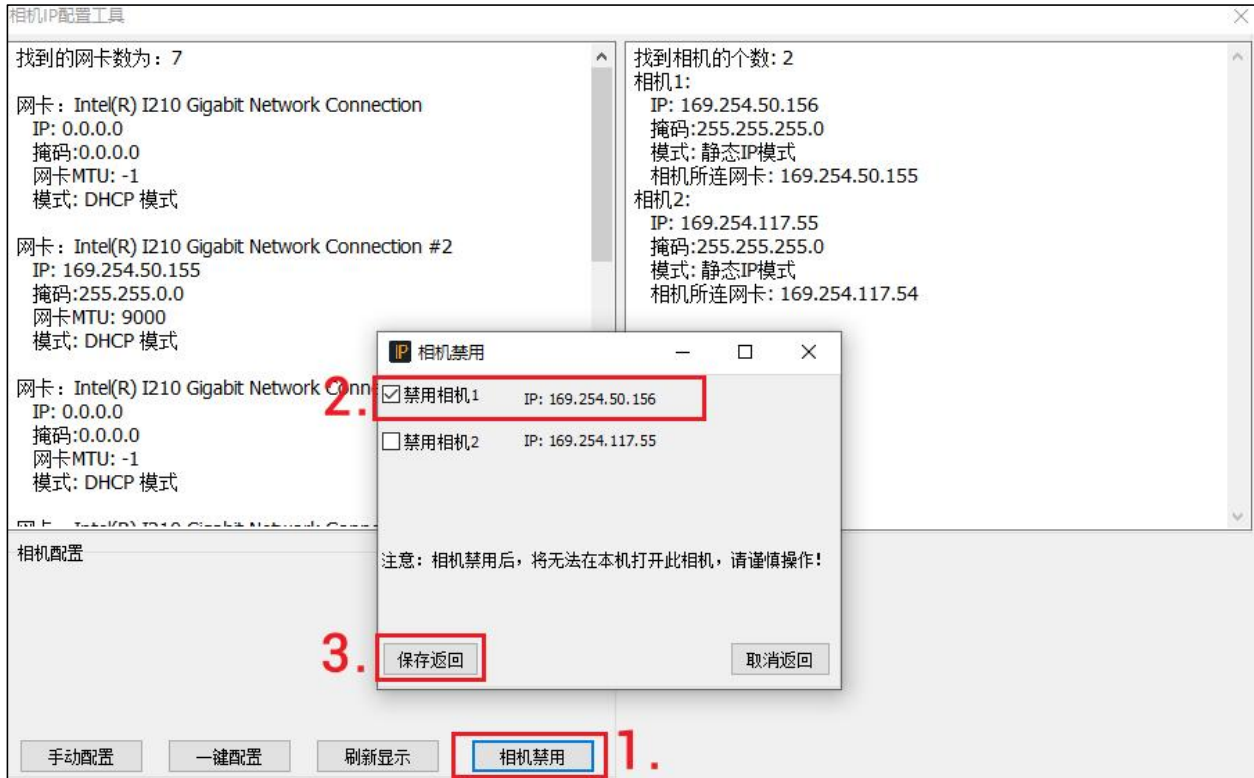 相机IP配置工具
找到的网卡数为：7
网卡：Intel(R) I210 Gigabit Network Connection
IP: 0.0.0.0
掩码:0.0.0.0
网卡MTU: -1
模式: DHCP 模式
网卡：Intel(R) I210 Gigabit Network Connection #2
IP: 169.254.50.155
掩码:255.255.0.0
网卡MTU: 9000
模式: DHCP 模式
网卡：Intel(R) I210 Gigabit Network Conne
IP: 0.0.0.0
掩码:0.0.0.0
网卡MTU: -1
模式: DHCP 模式
找到相机的个数: 2
相机1:
IP: 169.254.50.156
掩码:255.255.255.0
模式: 静态IP模式
相机所连网卡: 169.254.50.155
相机2:
IP: 169.254.117.55
掩码:255.255.255.0
模式: 静态IP模式
相机所连网卡: 169.254.117.54
IP 相机禁用
2.
禁用相机1 IP: 169.254.50.156
禁用相机2 IP: 169.254.117.55
注意：相机禁用后，将无法在本机打开此相机，请谨慎操作！
3.
保存返回 取消返回
相机配置
手动配置 一键配置 刷新显示 相机禁用
1.